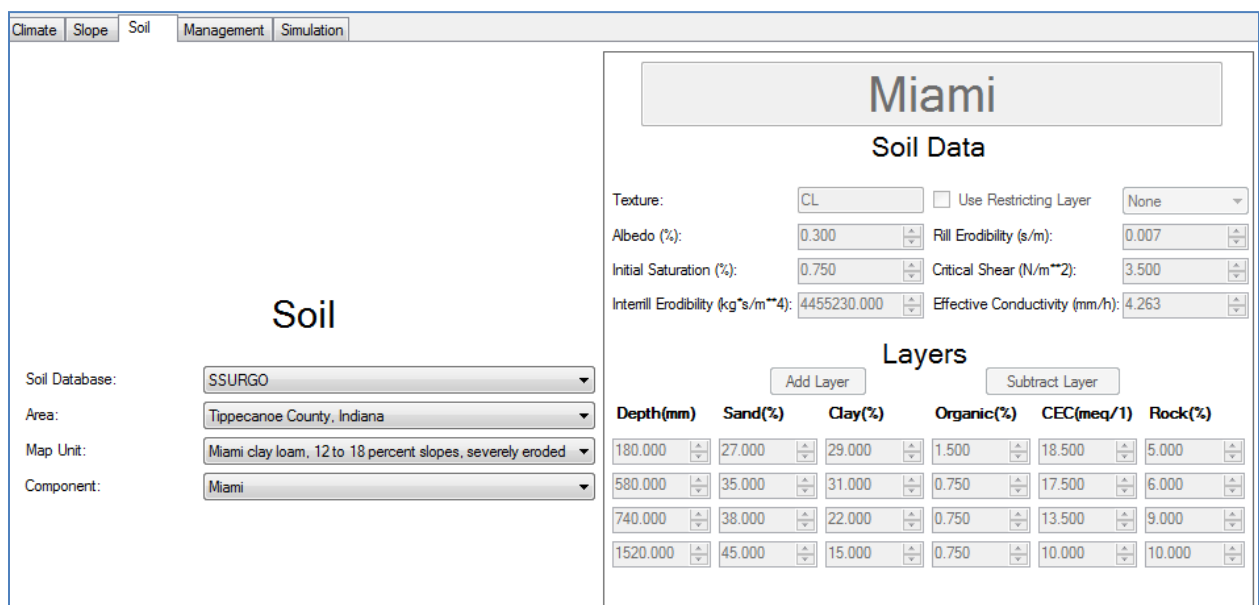 Climate Slope Soil Management Simulation
Soil
Soil Database: SSURGO
Area: Tippecanoe County, Indiana
Map Unit: Miami clay loam, 12 to 18 percent slopes, severely eroded
Component: Miami
Miami
Soil Data
Texture: CL Use Restricting Layer None
Albedo (%): 0.300 Rill Erodibility (s/m): 0.007
Initial Saturation (%): 0.750 Critical Shear (N/m**2): 3.500
Interrill Erodibility (kg*s/m**4): 4455230.000 Effective Conductivity (mm/h): 4.263
Layers
Add Layer Subtract Layer
Depth(mm) Sand(%) Clay(%) Organic(%) CEC(meq/1) Rock(%)
180.000 27.000 29.000 1.500 18.500 5.000
580.000 35.000 31.000 0.750 17.500 6.000
740.000 38.000 22.000 0.750 13.500 9.000
1520.000 45.000 15.000 0.750 10.000 10.000